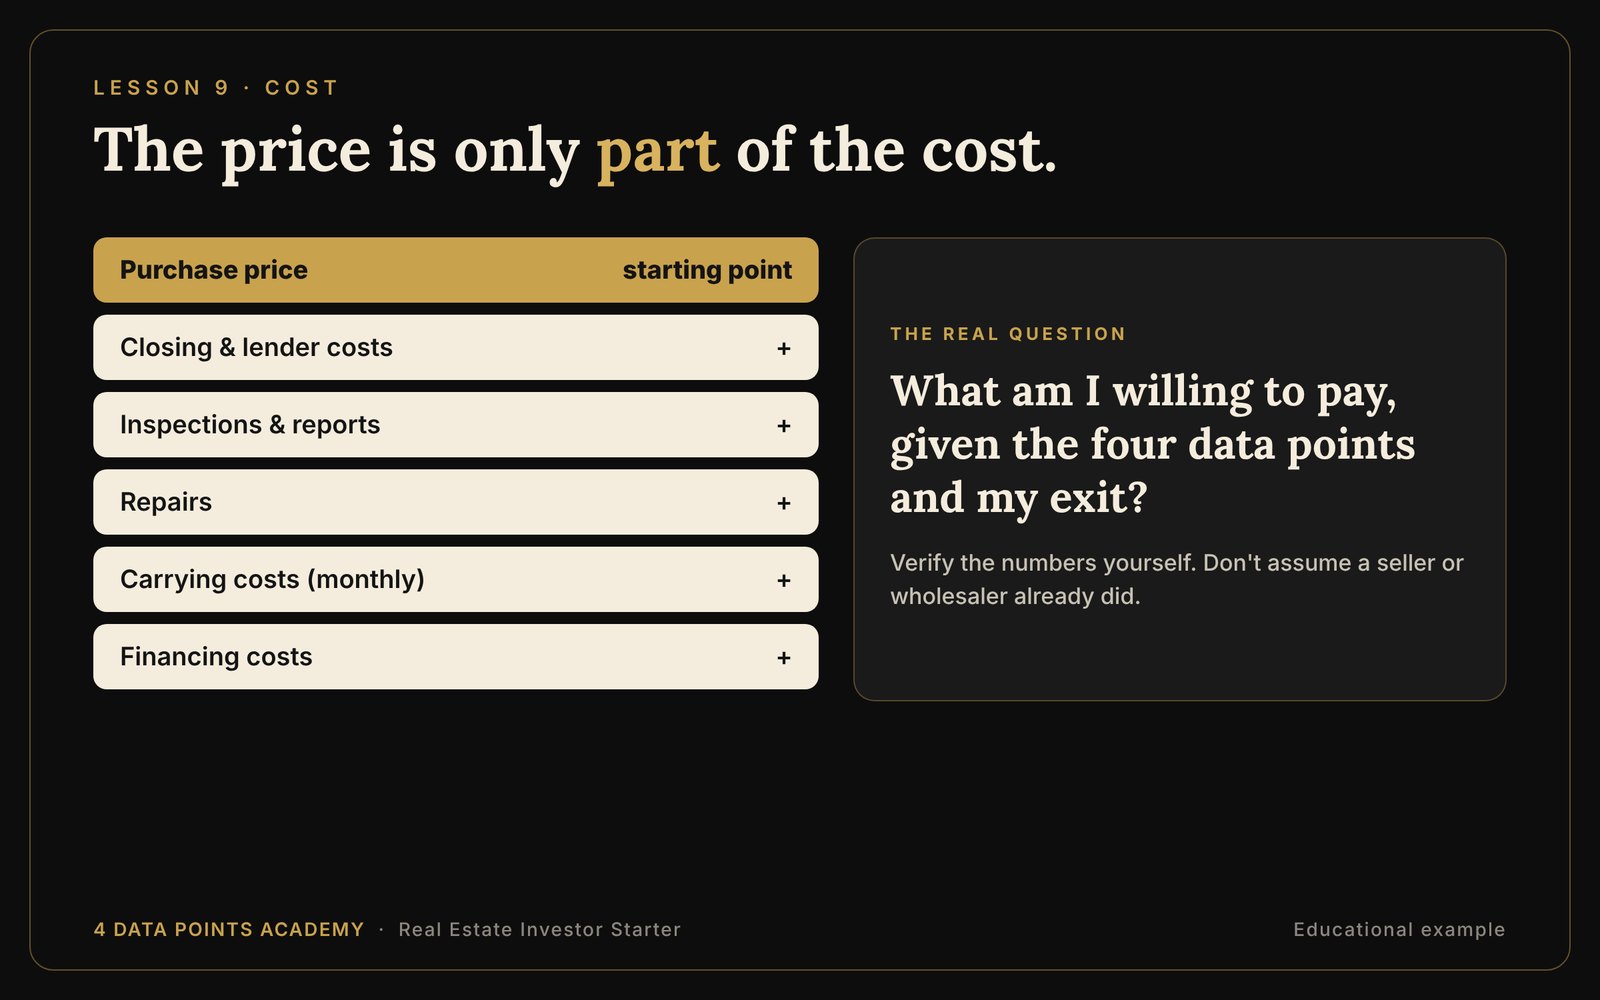 LESSON 9 · COST
The price is only part of the cost.
Purchase price starting point
Closing & lender costs +
Inspections & reports +
Repairs +
Carrying costs (monthly) +
Financing costs +
THE REAL QUESTION
What am I willing to pay,
given the four data points
and my exit?
Verify the numbers yourself. Don't assume a seller or
wholesaler already did.
4 DATA POINTS ACADEMY · Real Estate Investor Starter
Educational example